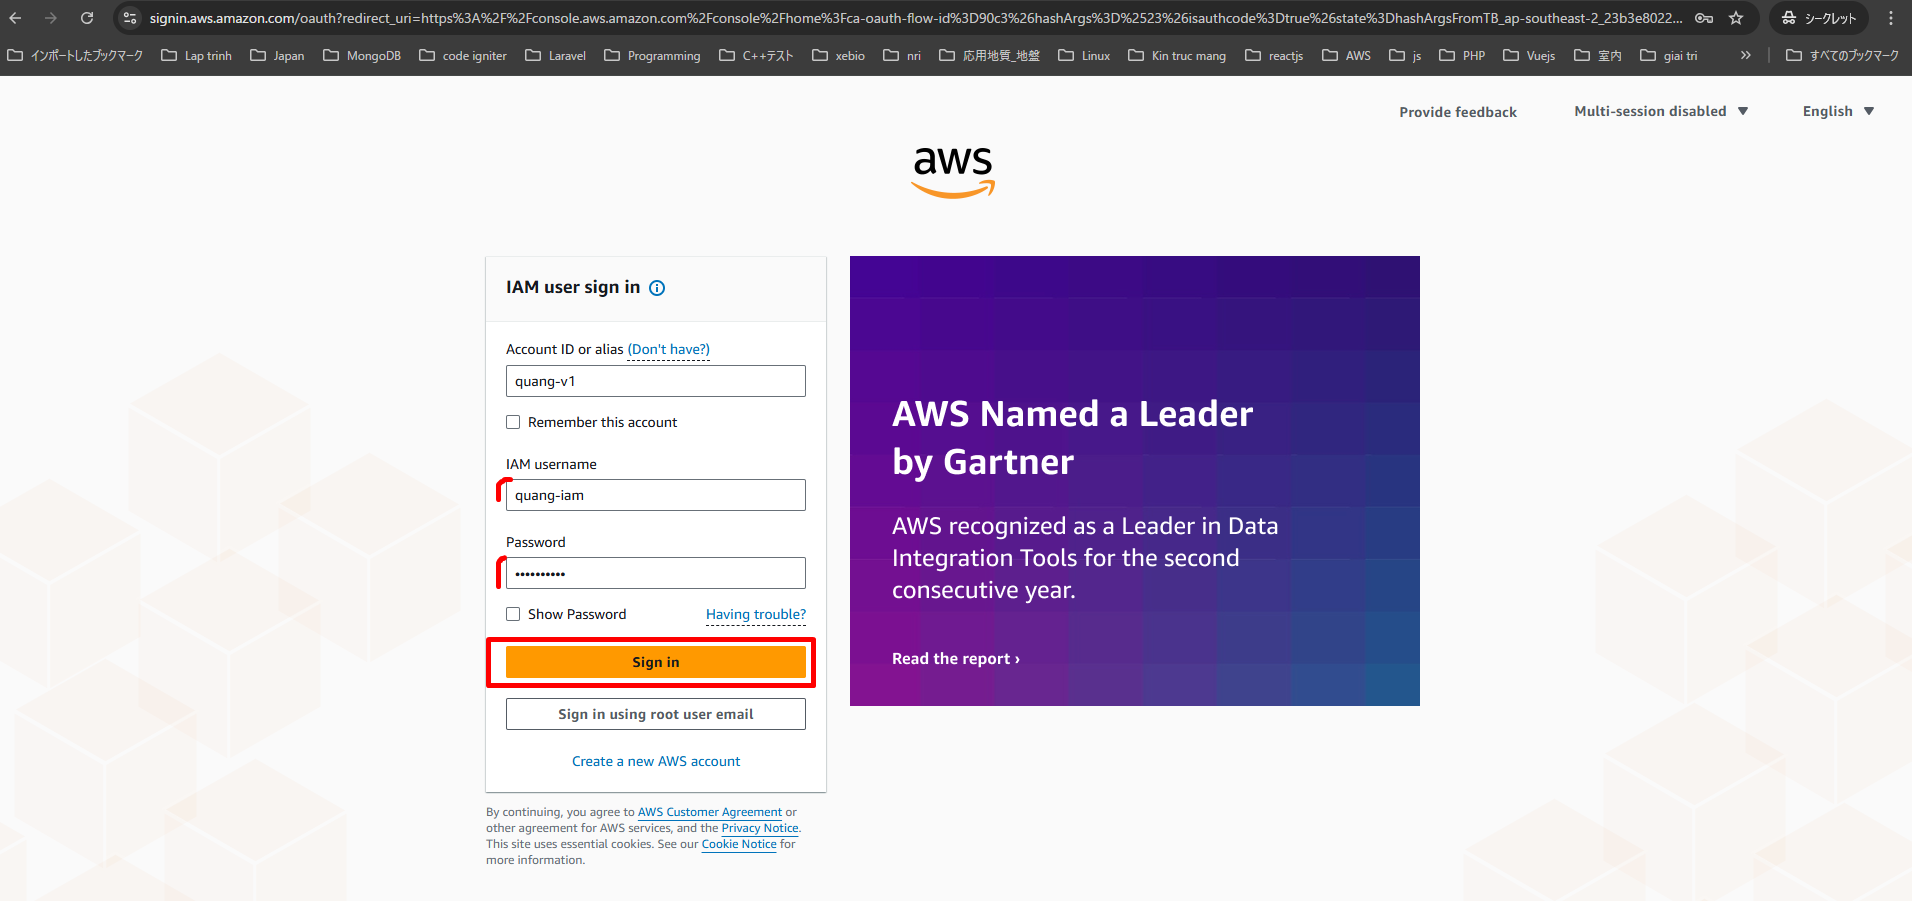 signin.aws.amazon.com/oauth?redirect_uri=https%3A%2F%2Fconsole.aws.amazon.com%2Fconsole%2Fhome%3Fca-oauth-flow-id%3D90c3%26hashArgs%3D%2523%26isauthcode%3Dtrue%26state%3DhashArgsFromTB_ap-southeast-2_23b3e8022... シークレット
インポートしたブックマーク Lap trinh Japan MongoDB code igniter Laravel Programming C++テスト xebio nri 応用地質_地盤 Linux Kin truc mang reactjs AWS js PHP Vuejs 室内 giai tri » すべてのブックマーク
Provide feedback Multi-session disabled English
aws
IAM user sign in
Account ID or alias (Don't have?)
quang-v1
Remember this account
IAM username
quang-iam
Password
••••••••••
Show Password Having trouble?
Sign in
Sign in using root user email
Create a new AWS account
By continuing, you agree to AWS Customer Agreement or
other agreement for AWS services, and the Privacy Notice.
This site uses essential cookies. See our Cookie Notice for
more information.
AWS Named a Leader
by Gartner
AWS recognized as a Leader in Data
Integration Tools for the second
consecutive year.
Read the report ›